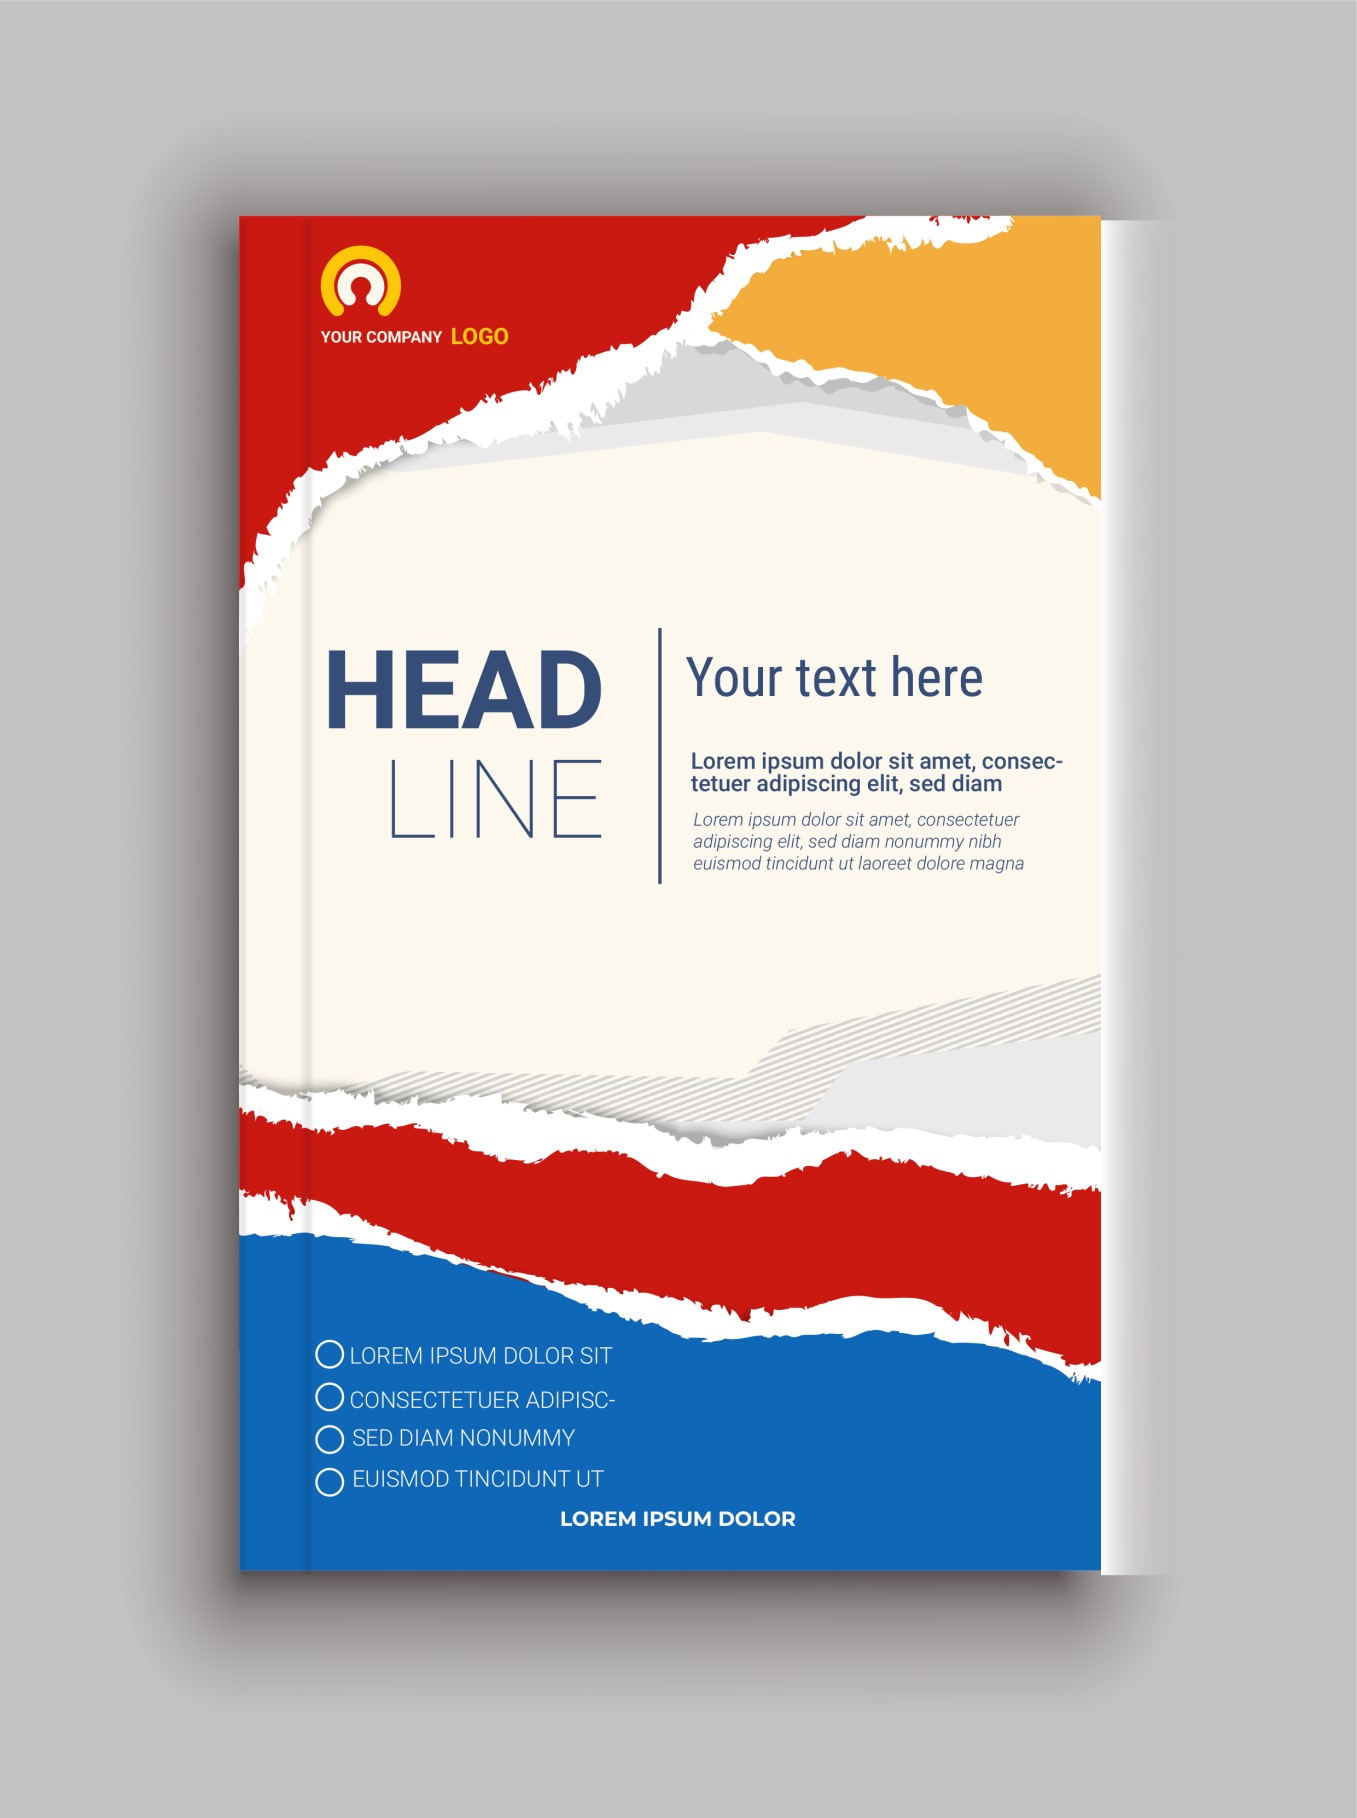 YOUR COMPANY LOGO
HEAD
LINE
Your text here
Lorem ipsum dolor sit amet, consec-
tetuer adipiscing elit, sed diam
Lorem ipsum dolor sit amet, consectetuer
adipiscing elit, sed diam nonummy nibh
euismod tincidunt ut laoreet dolore magna
LOREM IPSUM DOLOR SIT
CONSECTETUER ADIPISC-
SED DIAM NONUMMY
EUISMOD TINCIDUNT UT
LOREM IPSUM DOLOR